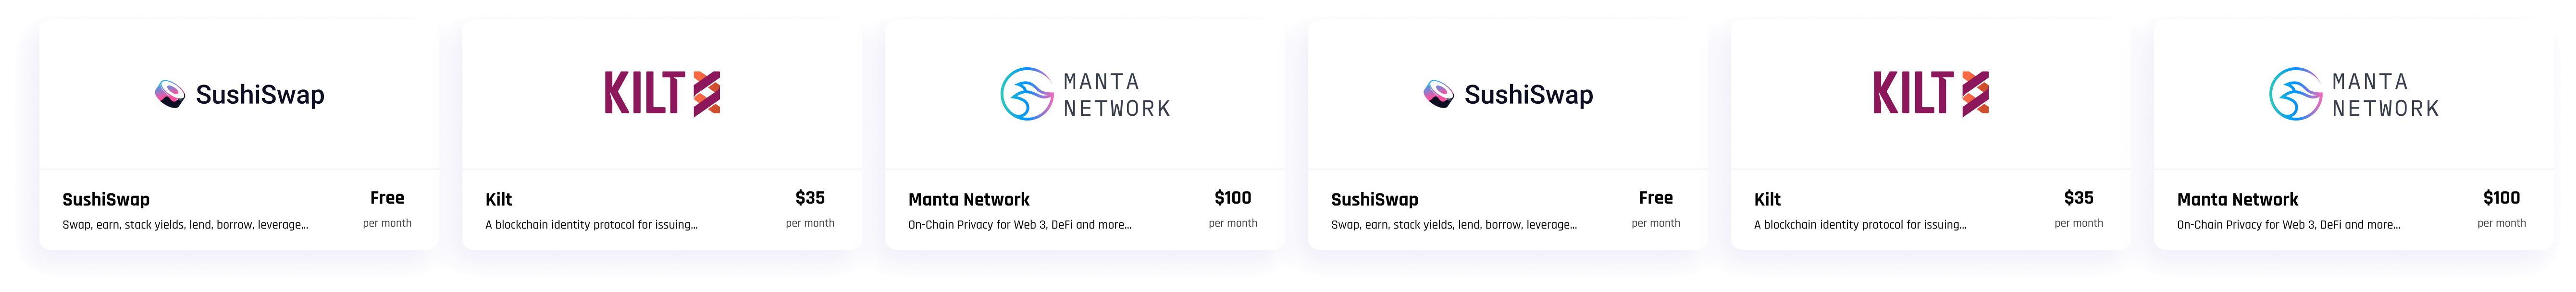 SushiSwap
SushiSwap
Free
Swap, earn, stack yields, lend, borrow, leverage...
per month
KILT
Kilt
$35
A blockchain identity protocol for issuing...
per month
MANTA
NETWORK
Manta Network
$100
On-Chain Privacy for Web 3, DeFi and more...
per month
SushiSwap
SushiSwap
Free
Swap, earn, stack yields, lend, borrow, leverage...
per month
KILT
Kilt
$35
A blockchain identity protocol for issuing...
per month
MANTA
NETWORK
Manta Network
$100
On-Chain Privacy for Web 3, DeFi and more...
per month